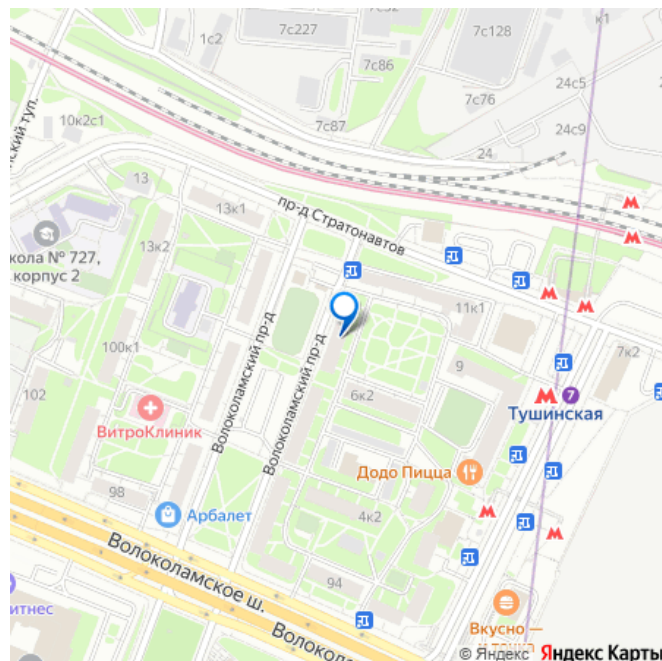 7с227
1с2
7с86
7с128
к1
24с5
7с76
24с9
7с87
24
10к2с1
13
13к1
пр-д Стратонавтов
13к2
кола № 727,
корпус 2
11к1
7к2
100к1
Волоколамский пр-д
Волоколамский пр-д
9
102
6к2
7
Тушинская
ВитроКлиник
Додо Пицца
98
Арбалет
4к2
Волоколамское ш.
94
итнес
Вкусно —
и точка
Волоко
© Яндекс Яндекс Карты